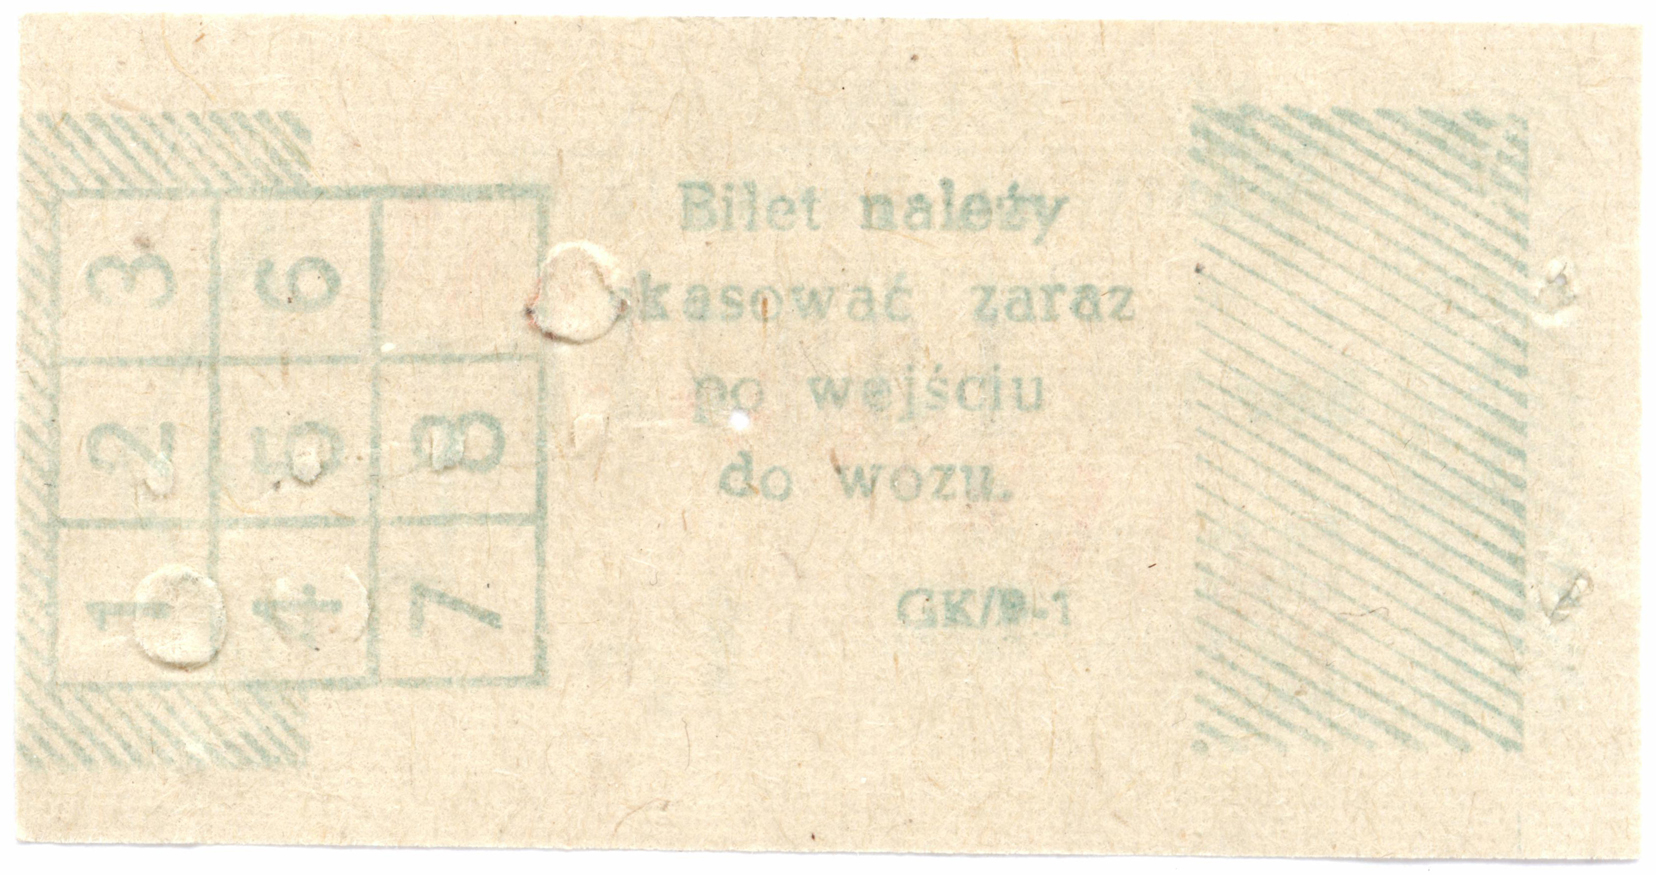 1 2 3
4 5 6
7 8
Bilet należy
skasować zaraz
po wejściu
do wozu.